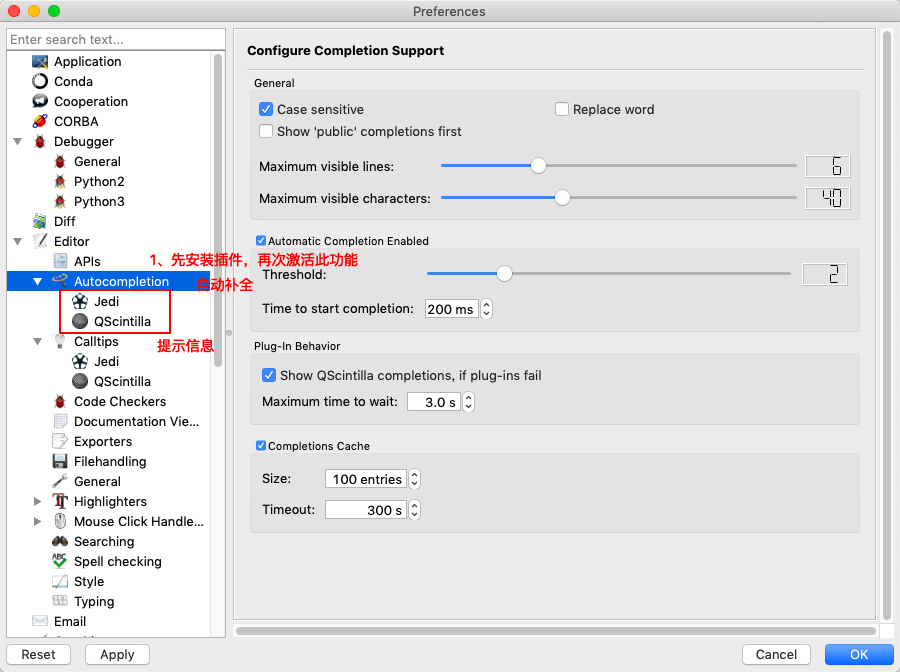 Preferences
Enter search text...
Application
Conda
Cooperation
CORBA
Debugger
General
Python2
Python3
Diff
Editor
APIs
1、先安装插件，再次激活此功能
Autocompletion
自动补全
Jedi
QScintilla
Calltips
提示信息
Jedi
QScintilla
Code Checkers
Documentation Vie...
Exporters
Filehandling
General
Highlighters
Mouse Click Handle...
Searching
Spell checking
Style
Typing
Email
Configure Completion Support
General
Case sensitive
Replace word
Show 'public' completions first
Maximum visible lines:
6
Maximum visible characters:
40
Automatic Completion Enabled
Threshold:
2
Time to start completion:
200 ms
Plug-In Behavior
Show QScintilla completions, if plug-ins fail
Maximum time to wait:
3.0 s
Completions Cache
Size:
100 entries
Timeout:
300 s
Reset
Apply
Cancel
OK